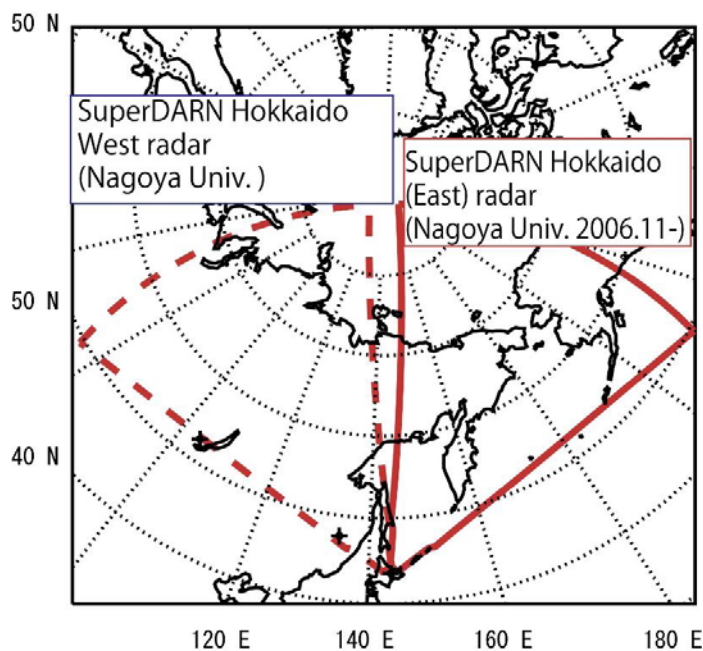 50 N
SuperDARN Hokkaido
West radar
(Nagoya Univ. )
SuperDARN Hokkaido
(East) radar
(Nagoya Univ. 2006.11-)
50 N
40 N
120 E
140 E
160 E
180 E